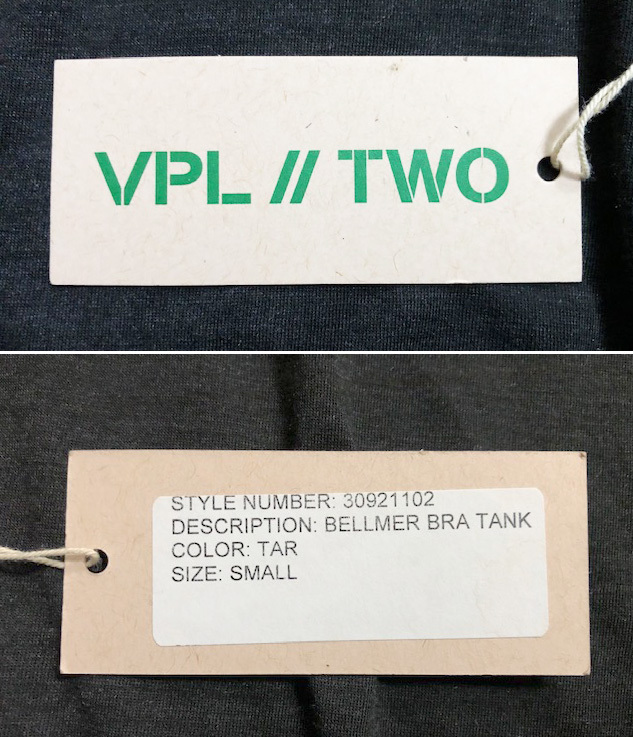 VPL // TWO
STYLE NUMBER: 30921102
DESCRIPTION: BELLMER BRA TANK
COLOR: TAR
SIZE: SMALL